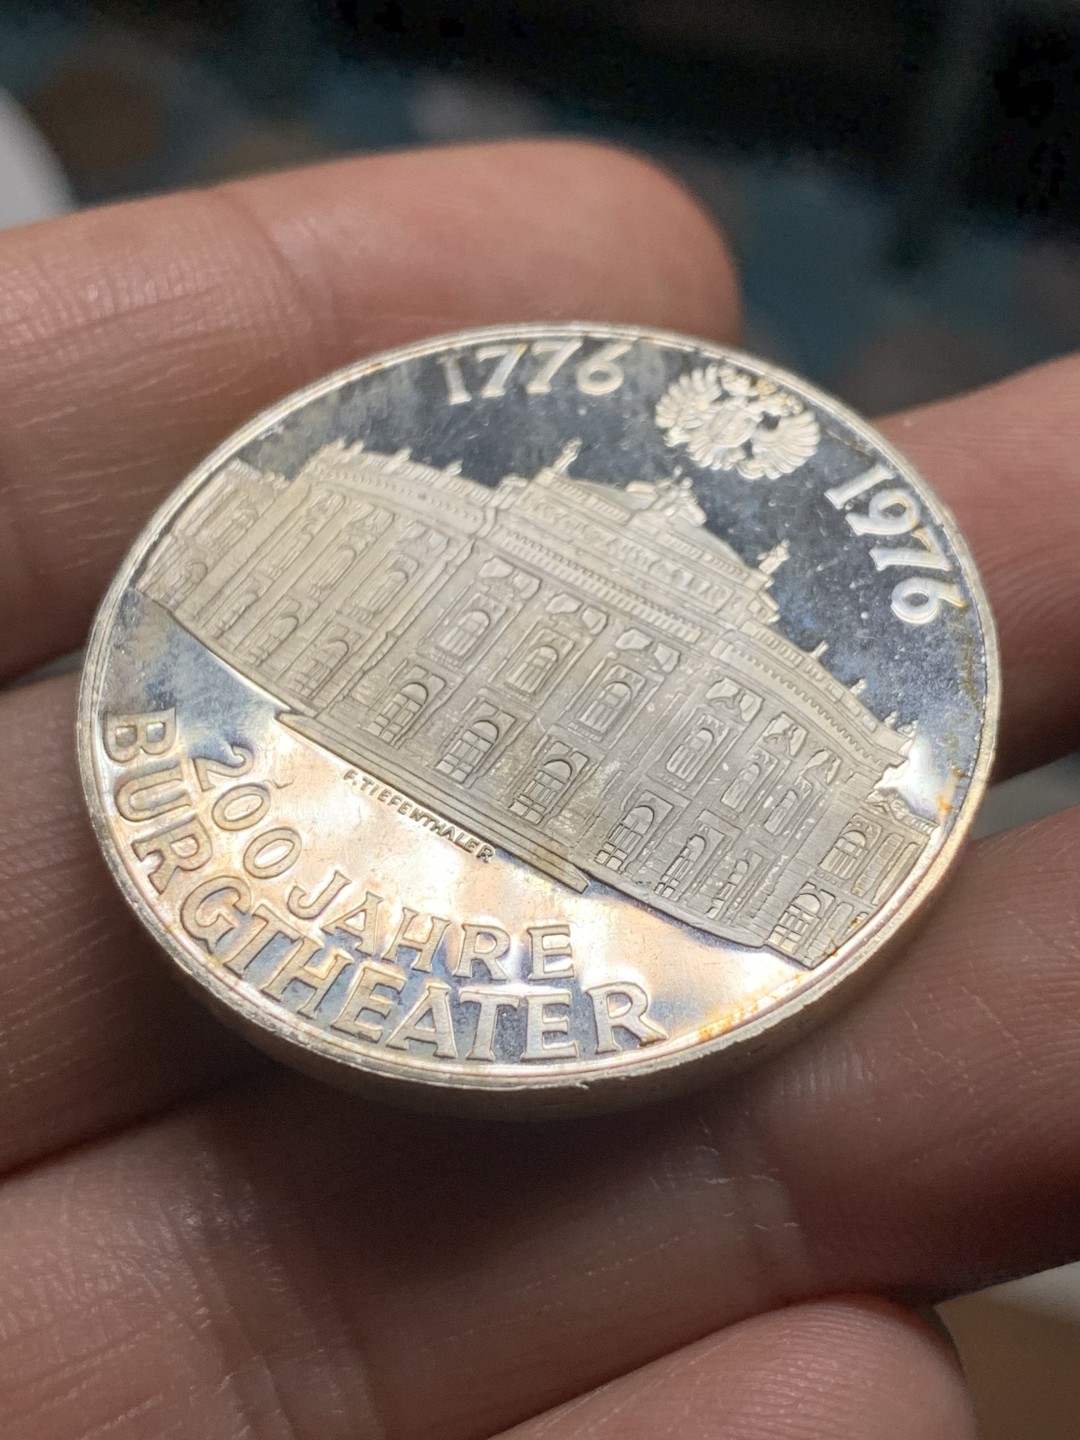 1776
1976
F. TIEFENTHALER
200 JAHRE
BURGTHEATER